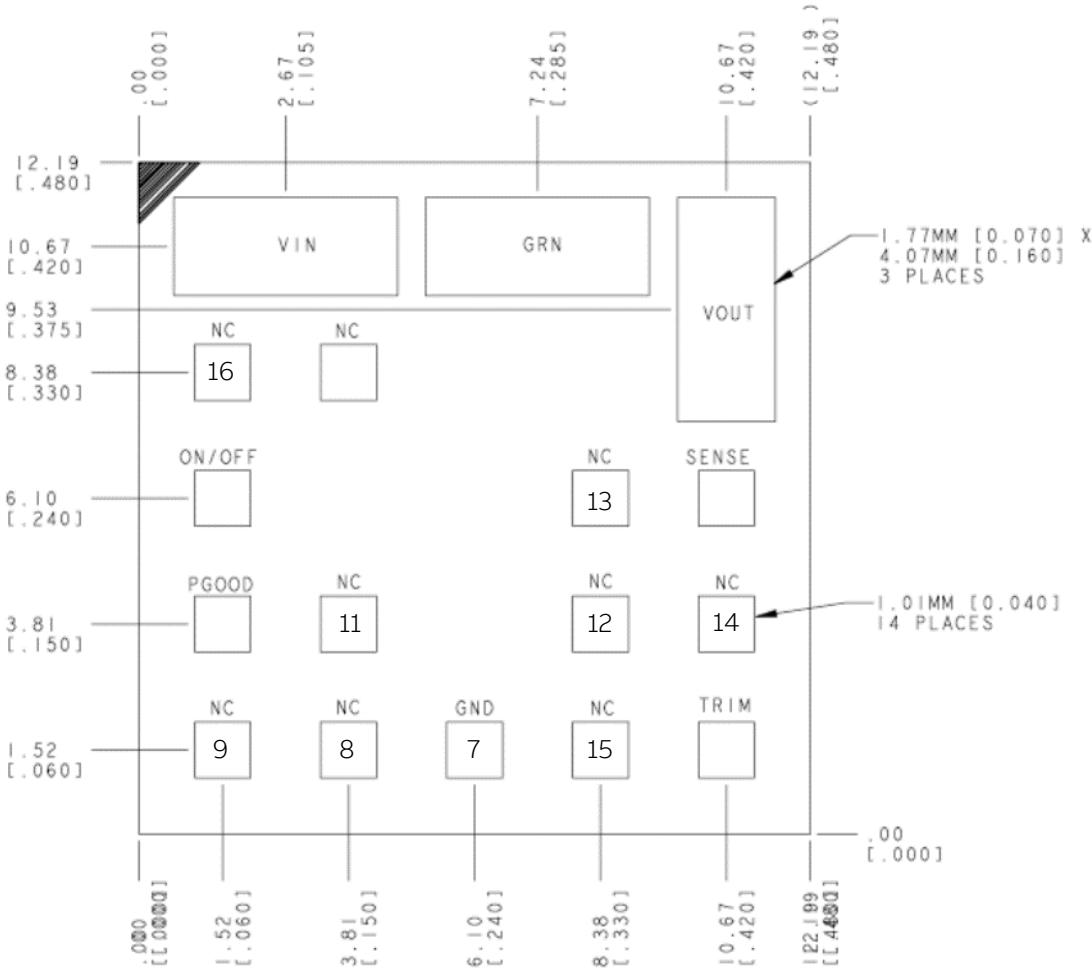 .00
[.000]
2.67
[.105]
7.24
[.285]
10.67
[.420]
(12.19 )
[.480]
12.19
[.480]
10.67
[.420]
VIN
GRN
1.77MM [0.070] X
4.07MM [0.160]
3 PLACES
9.53
[.375]
VOUT
NC
NC
8.38
[.330]
16
ON/OFF
NC
SENSE
6.10
[.240]
13
PGOOD
NC
NC
NC
3.81
[.150]
11
12
14
1.01MM [0.040]
14 PLACES
NC
NC
GND
NC
TRIM
1.52
[.060]
9
8
7
15
.00
[.000]
1.52
[.060]
3.81
[.150]
6.10
[.240]
8.38
[.330]
10.67
[.420]